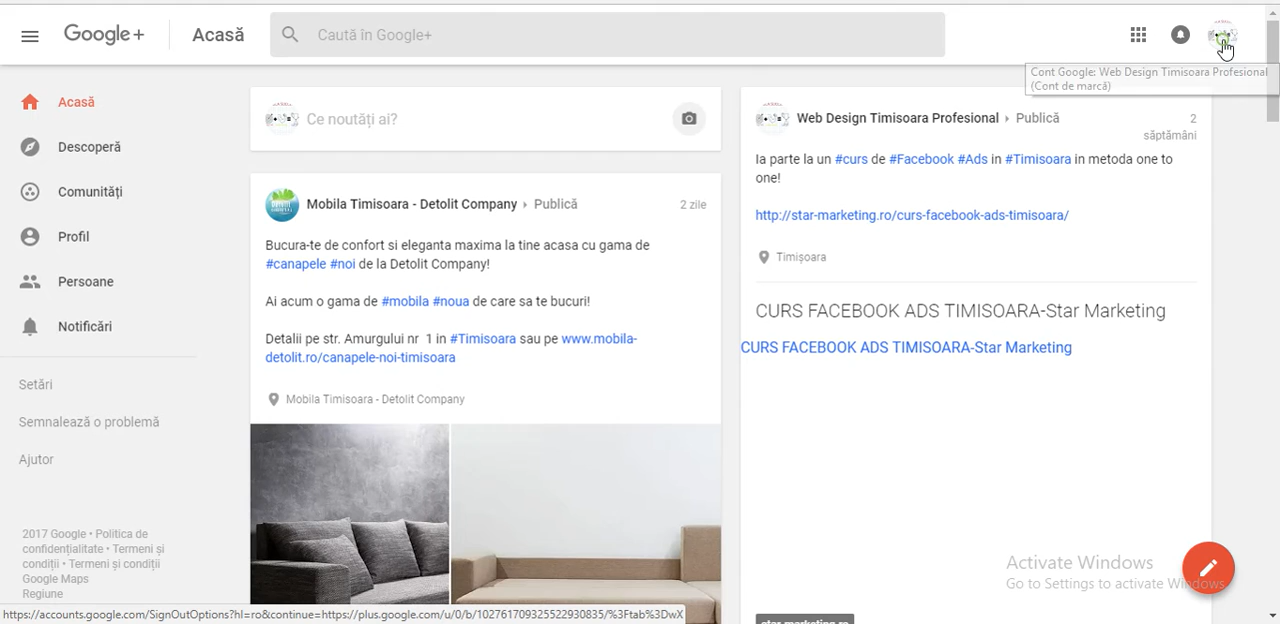 Google+
Acasă
Caută în Google+
Cont Google: Web Design Timisoara Profesional
(Cont de marcă)
Acasă
Descoperă
Comunități
Profil
Persoane
Notificări
Setări
Semnalează o problemă
Ajutor
2017 Google • Politica de
confidențialitate • Termeni și
condiții • Termeni și condiții
Google Maps
Regiune
Ce noutăți ai?
Mobila Timisoara - Detolit Company › Publică
2 zile
Bucura-te de confort si eleganta maxima la tine acasa cu gama de
#canapele #noi de la Detolit Company!
Ai acum o gama de #mobila #noua de care sa te bucuri!
Detalii pe str. Amurgului nr 1 in #Timisoara sau pe www.mobila-
detolit.ro/canapele-noi-timisoara
Mobila Timisoara - Detolit Company
Web Design Timisoara Profesional › Publică
2
săptămâni
Ia parte la un #curs de #Facebook #Ads in #Timisoara in metoda one to
one!
http://star-marketing.ro/curs-facebook-ads-timisoara/
Timișoara
CURS FACEBOOK ADS TIMISOARA-Star Marketing
CURS FACEBOOK ADS TIMISOARA-Star Marketing
star-marketing.ro
Activate Windows
Go to Settings to activate Windows.
https://accounts.google.com/SignOutOptions?hl=ro&continue=https://plus.google.com/u/0/b/102761709325522930835/%3Ftab%3DwX